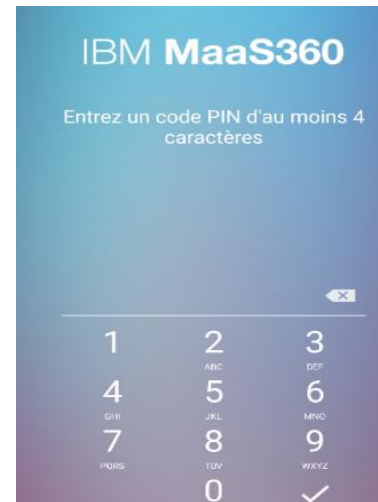 IBM MaaS360
Entrez un code PIN d'au moins 4
caractères
1 2 3
ABC DEF
4 5 6
GHI JKL MNO
7 8 9
PQRS TUV WXYZ
0